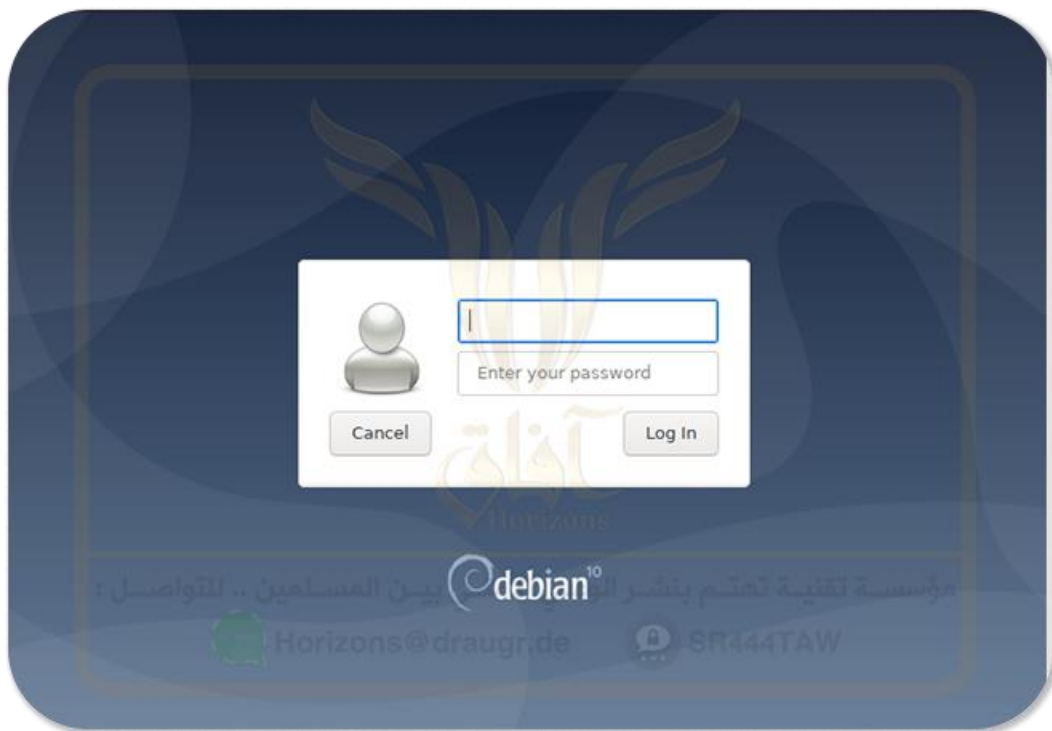 Enter your password
Cancel
Log In
آفاق
Horizons
debian 10
مؤسسة تقنية تهتم بنشر بين المسلمين .. للتواصل :
Horizons@draugr.de SR444TAW